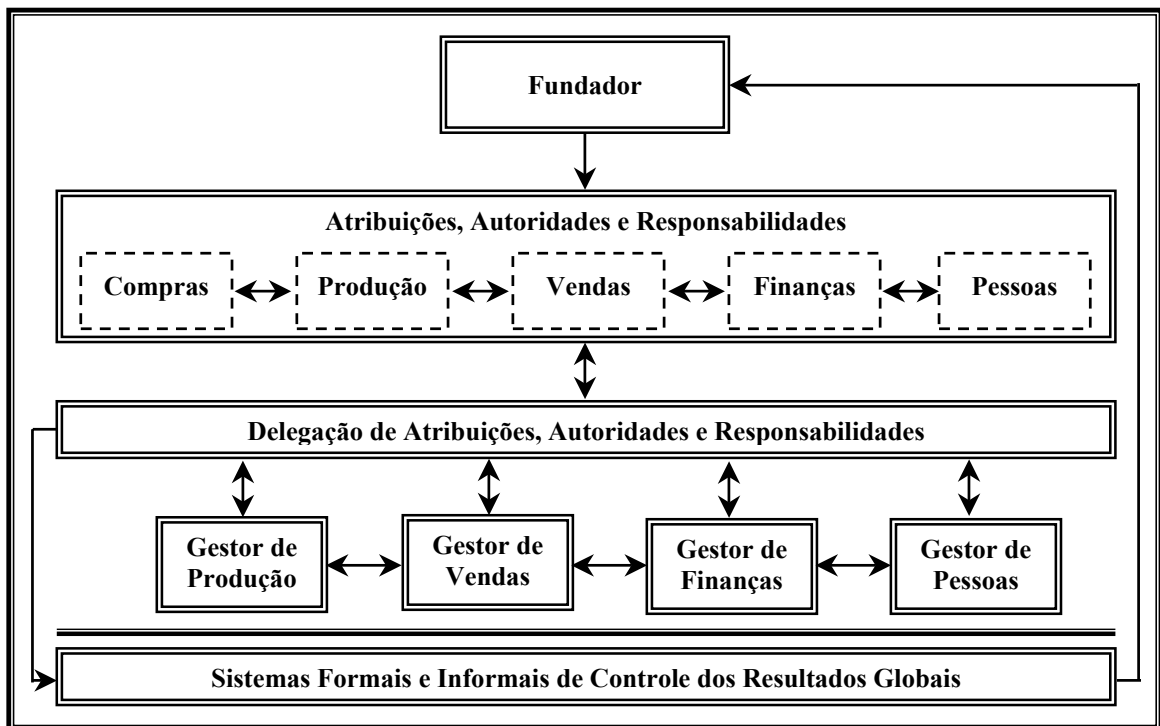 Fundador
Atribuições, Autoridades e Responsabilidades
Compras
Produção
Vendas
Finanças
Pessoas
Delegação de Atribuições, Autoridades e Responsabilidades
Gestor de
Produção
Gestor de
Vendas
Gestor de
Finanças
Gestor de
Pessoas
Sistemas Formais e Informais de Controle dos Resultados Globais